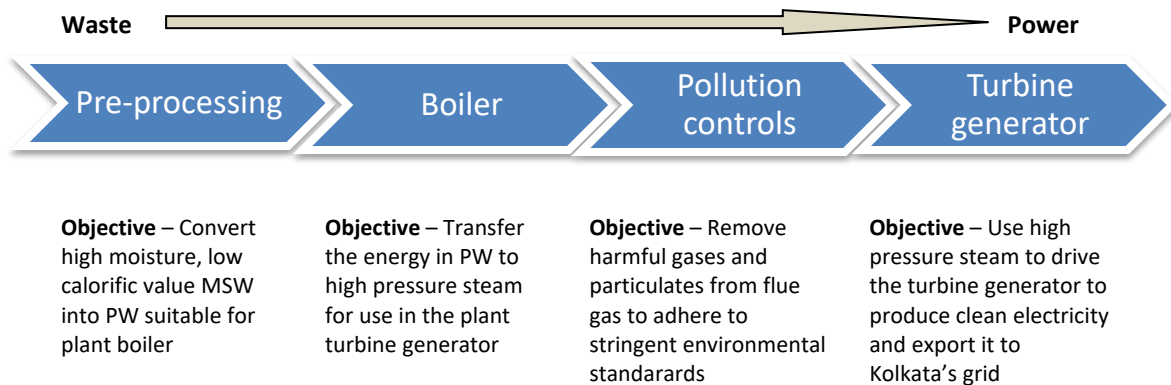 Waste
Power
Pre-processing
Boiler
Pollution
controls
Turbine
generator
Objective – Convert
high moisture, low
calorific value MSW
into PW suitable for
plant boiler
Objective – Transfer
the energy in PW to
high pressure steam
for use in the plant
turbine generator
Objective – Remove
harmful gases and
particulates from flue
gas to adhere to
stringent environmental
standarards
Objective – Use high
pressure steam to drive
the turbine generator to
produce clean electricity
and export it to
Kolkata’s grid